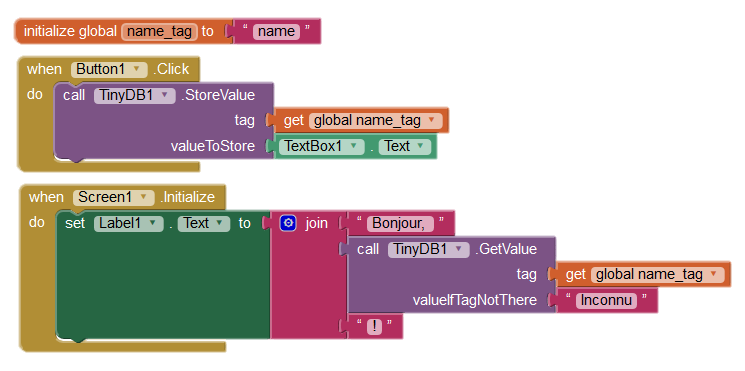 initialize global name_tag to “ name ”
when Button1 .Click
do call TinyDB1 .StoreValue
tag get global name_tag
valueToStore TextBox1 . Text
when Screen1 .Initialize
do set Label1 . Text to join “ Bonjour, ”
call TinyDB1 .GetValue
tag get global name_tag
valueIfTagNotThere “ Inconnu ”
“ ! ”